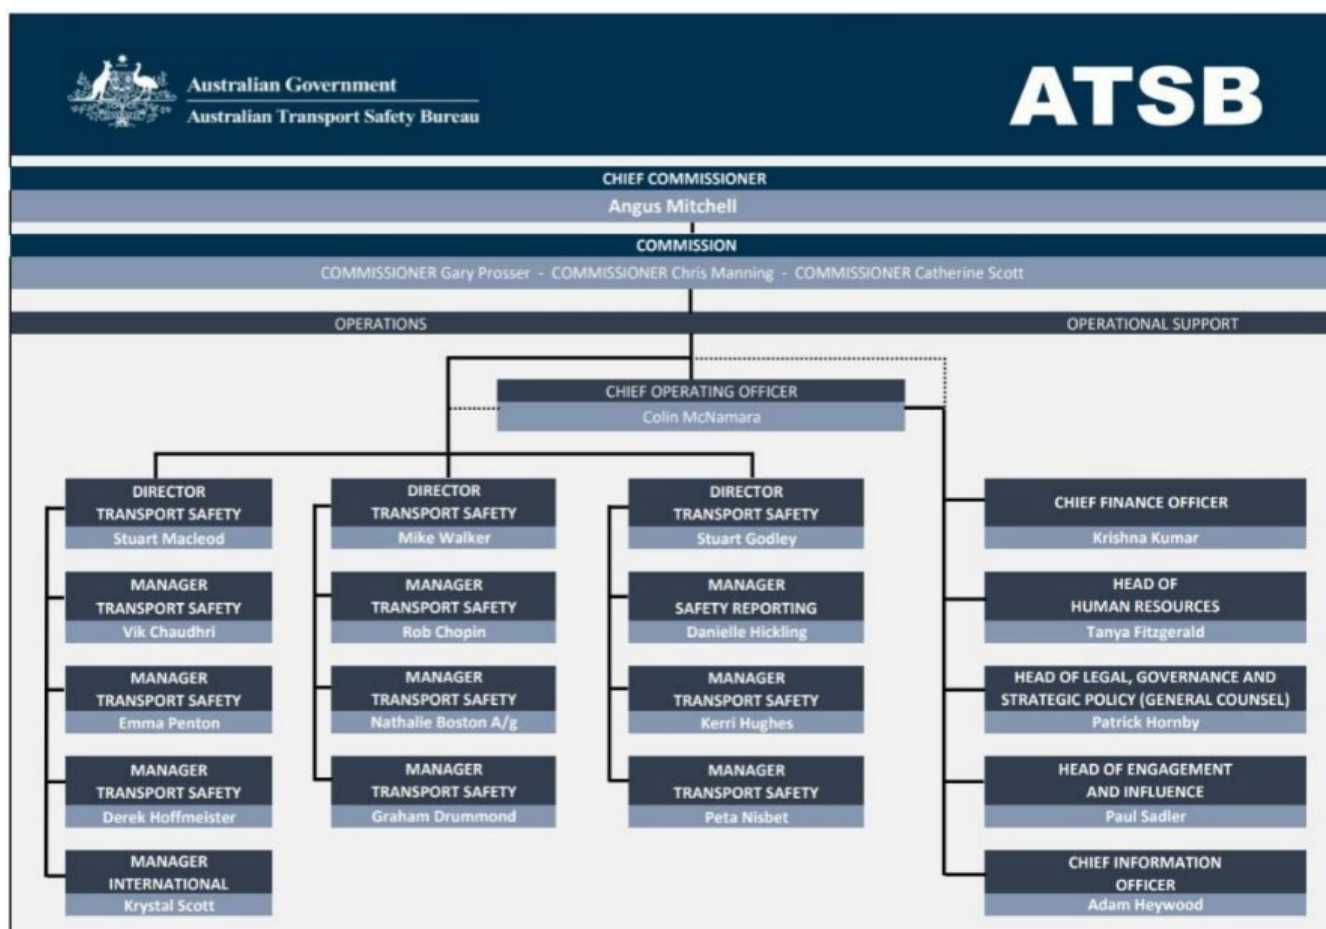 Australian Government
Australian Transport Safety Bureau
ATSB
CHIEF COMMISSIONER
Angus Mitchell
COMMISSION
COMMISSIONER Gary Prosser - COMMISSIONER Chris Manning - COMMISSIONER Catherine Scott
OPERATIONS
OPERATIONAL SUPPORT
CHIEF OPERATING OFFICER
Colin McNamara
DIRECTOR
TRANSPORT SAFETY
Stuart Macleod
MANAGER
TRANSPORT SAFETY
Vik Chaudhri
MANAGER
TRANSPORT SAFETY
Emma Penton
MANAGER
TRANSPORT SAFETY
Derek Hoffmeister
MANAGER
INTERNATIONAL
Krystal Scott
DIRECTOR
TRANSPORT SAFETY
Mike Walker
MANAGER
TRANSPORT SAFETY
Rob Chopin
MANAGER
TRANSPORT SAFETY
Nathalie Boston A/g
MANAGER
TRANSPORT SAFETY
Graham Drummond
DIRECTOR
TRANSPORT SAFETY
Stuart Godley
MANAGER
SAFETY REPORTING
Danielle Hickling
MANAGER
TRANSPORT SAFETY
Kerri Hughes
MANAGER
TRANSPORT SAFETY
Peta Nisbet
CHIEF FINANCE OFFICER
Krishna Kumar
HEAD OF
HUMAN RESOURCES
Tanya Fitzgerald
HEAD OF LEGAL, GOVERNANCE AND
STRATEGIC POLICY (GENERAL COUNSEL)
Patrick Hornby
HEAD OF ENGAGEMENT
AND INFLUENCE
Paul Sadler
CHIEF INFORMATION
OFFICER
Adam Heywood